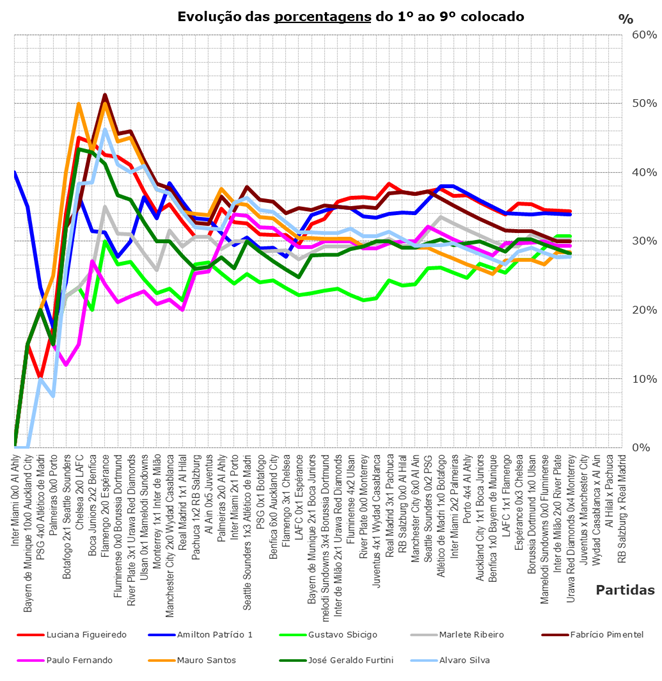 Evolução das porcentagens do 1º ao 9º colocado
%
60%
50%
40%
30%
20%
10%
0%
Inter Miami 0x0 Al Ahly
Bayern de Munique 10x0 Auckland City
PSG 4x0 Atlético de Madri
Palmeiras 0x0 Porto
Botafogo 2x1 Seattle Sounders
Chelsea 2x0 LAFC
Boca Juniors 2x2 Benfica
Flamengo 2x0 Espérance
Fluminense 0x0 Borussia Dortmund
River Plate 3x1 Urawa Red Diamonds
Ulsan 0x1 Mamelodi Sundowns
Monterrey 1x1 Inter de Milão
Manchester City 2x0 Wydad Casablanca
Real Madrid 1x1 Al Hilal
Pachuca 1x2 RB Salzburg
Al Ain 0x5 Juventus
Palmeiras 2x0 Al Ahly
Inter Miami 2x1 Porto
Seattle Sounders 1x3 Atlético de Madri
PSG 0x1 Botafogo
Benfica 6x0 Auckland City
Flamengo 3x1 Chelsea
LAFC 0x1 Espérance
Bayern de Munique 2x1 Boca Juniors
melodi Sundowns 3x4 Borussia Dortmund
Inter de Milão 2x1 Urawa Red Diamonds
Fluminense 4x2 Ulsan
River Plate 0x0 Monterrey
Juventus 4x1 Wydad Casablanca
Real Madrid 3x1 Pachuca
RB Salzburg 0x0 Al Hilal
Manchester City 6x0 Al Ain
Seattle Sounders 0x2 PSG
Atlético de Madri 1x0 Botafogo
Inter Miami 2x2 Palmeiras
Porto 4x4 Al Ahly
Auckland City 1x1 Boca Juniors
Benfica 1x0 Bayern de Munique
LAFC 1x1 Flamengo
Espérance 0x3 Chelsea
Borussia Dortmund 1x0 Ulsan
Mamelodi Sundowns 0x0 Fluminense
Inter de Milão 2x0 River Plate
Urawa Red Diamonds 0x4 Monterrey
Juventus x Manchester City
Wydad Casablanca x Al Ain
Al Hilal x Pachuca
RB Salzburg x Real Madrid
Partidas
Luciana Figueiredo
Amilton Patrício 1
Gustavo Sbicigo
Marlete Ribeiro
Fabrício Pimentel
Paulo Fernando
Mauro Santos
José Geraldo Furtini
Alvaro Silva